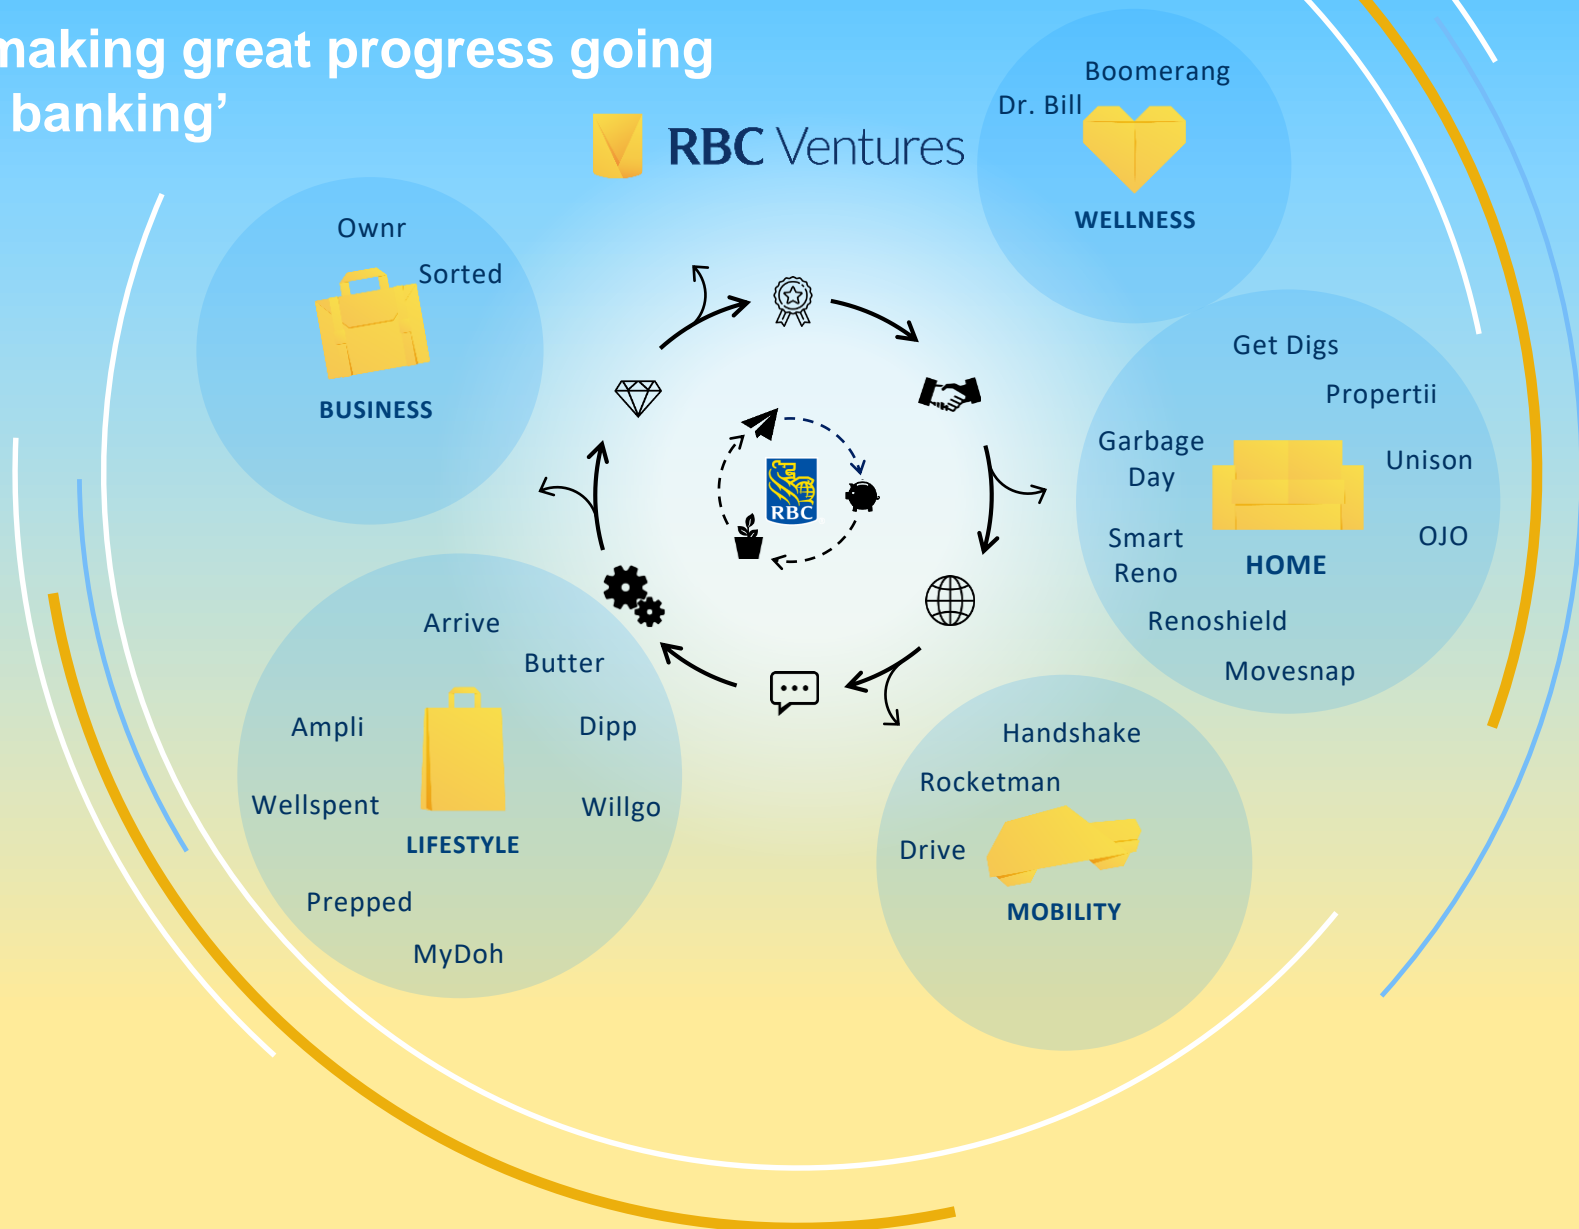 making great progress going
banking’
RBC Ventures
Boomerang
Dr. Bill
WELLNESS
Ownr
Sorted
BUSINESS
Get Digs
Propertii
Garbage
Day
Unison
Smart
Reno
OJO
HOME
Renoshield
Movesnap
RBC
Arrive
Butter
Ampli
Dipp
Wellspent
Willgo
LIFESTYLE
Prepped
MyDoh
Handshake
Rocketman
Drive
MOBILITY